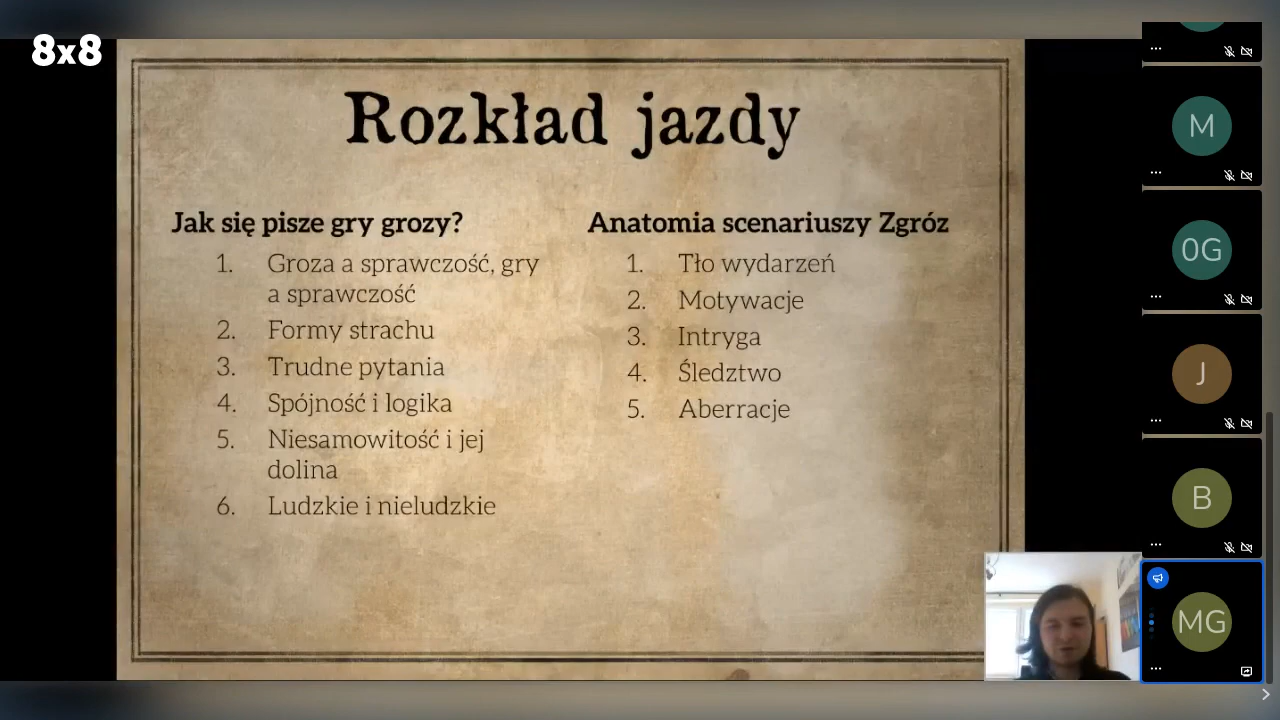 8x8
Rozkład jazdy
Jak się pisze gry grozy?
1. Groza a sprawczość, gry
a sprawczość
2. Formy strachu
3. Trudne pytania
4. Spójność i logika
5. Niesamowitość i jej
dolina
6. Ludzkie i nieludzkie
Anatomia scenariuszy Zgróz
1. Tło wydarzeń
2. Motywacje
3. Intryga
4. Śledztwo
5. Aberracje
M
0G
J
B
MG